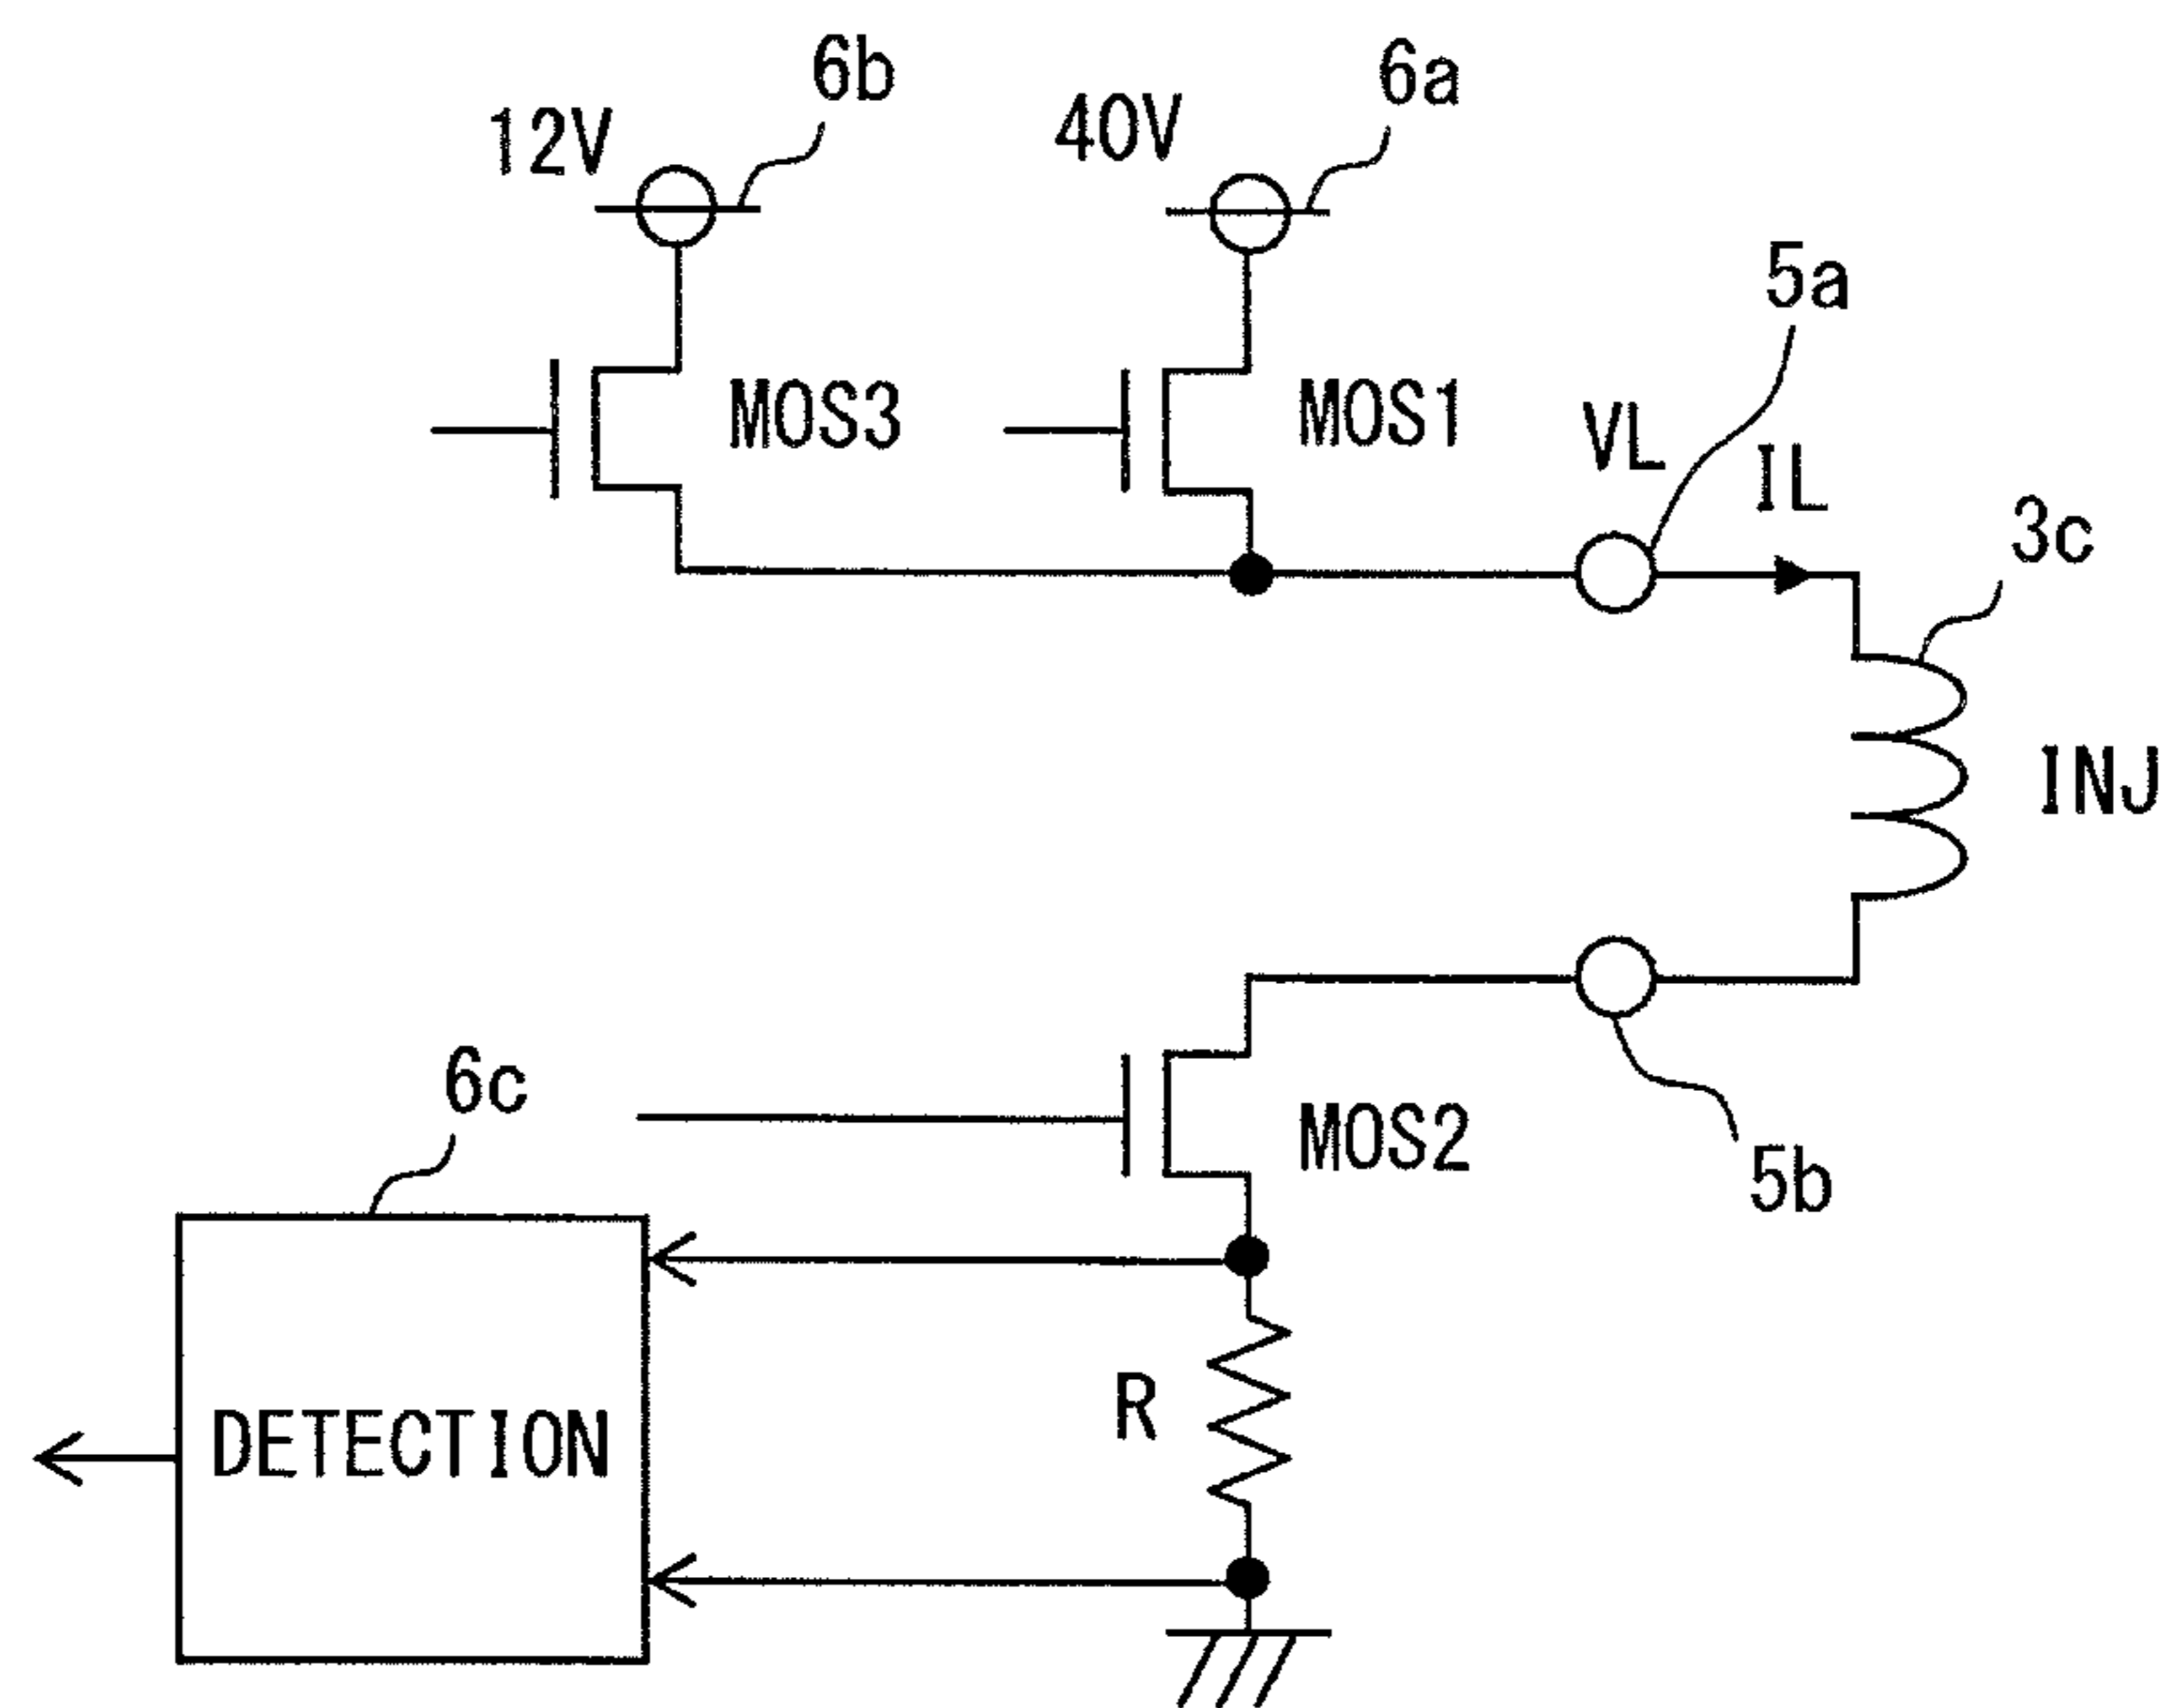 6b
6a
12V
40V
5a
MOS3
MOS1
VL
IL
3c
INJ
6c
MOS2
5b
R
DETECTION